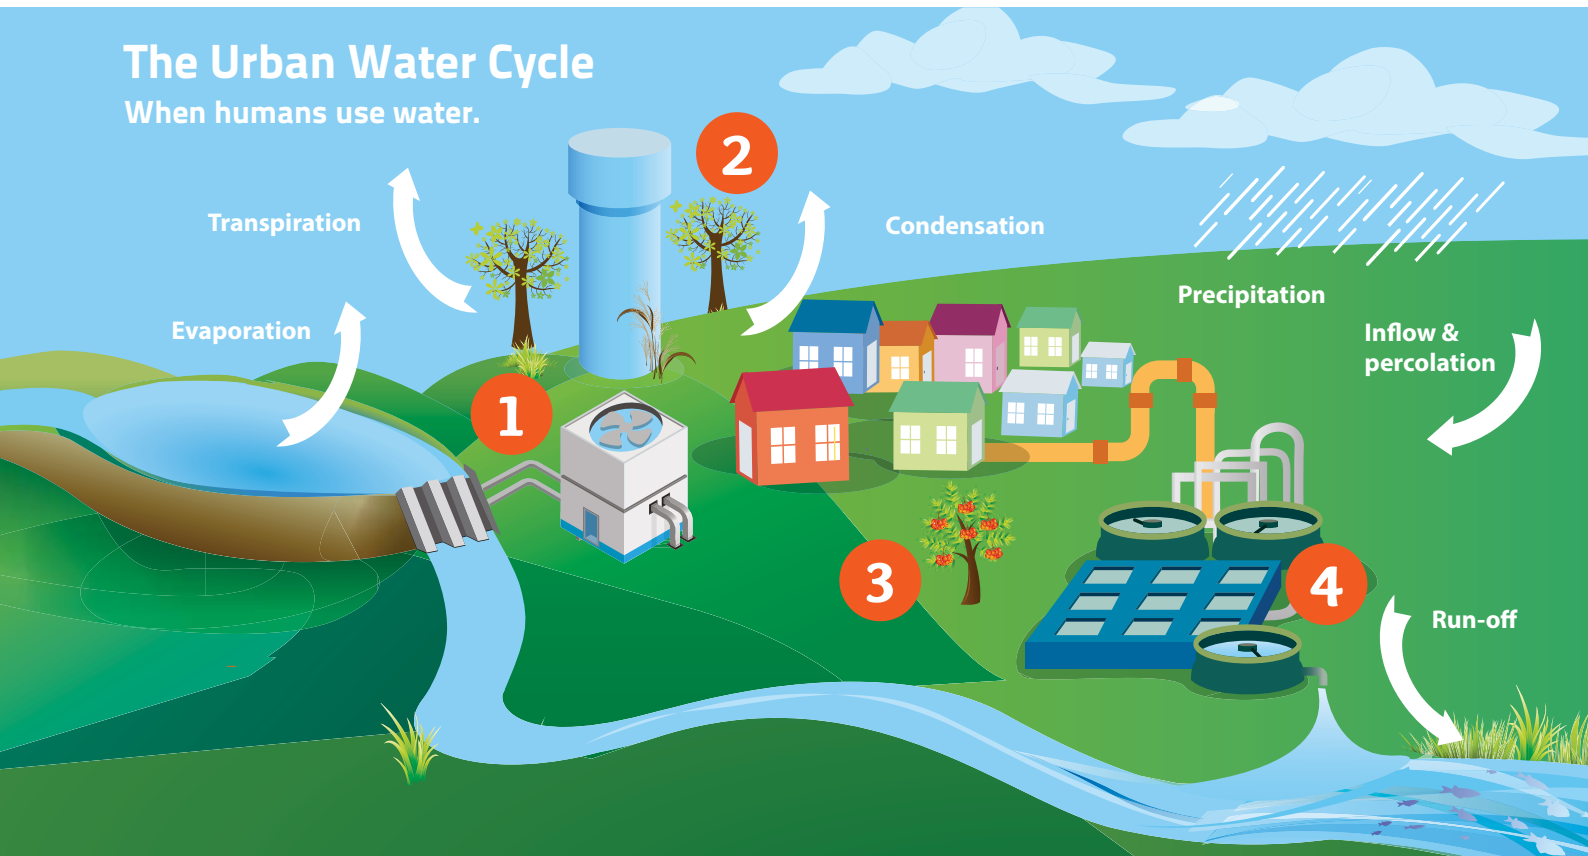 The Urban Water Cycle
When humans use water.
2
Transpiration
Condensation
Precipitation
Evaporation
Inflow &
percolation
1
3
4
Run-off